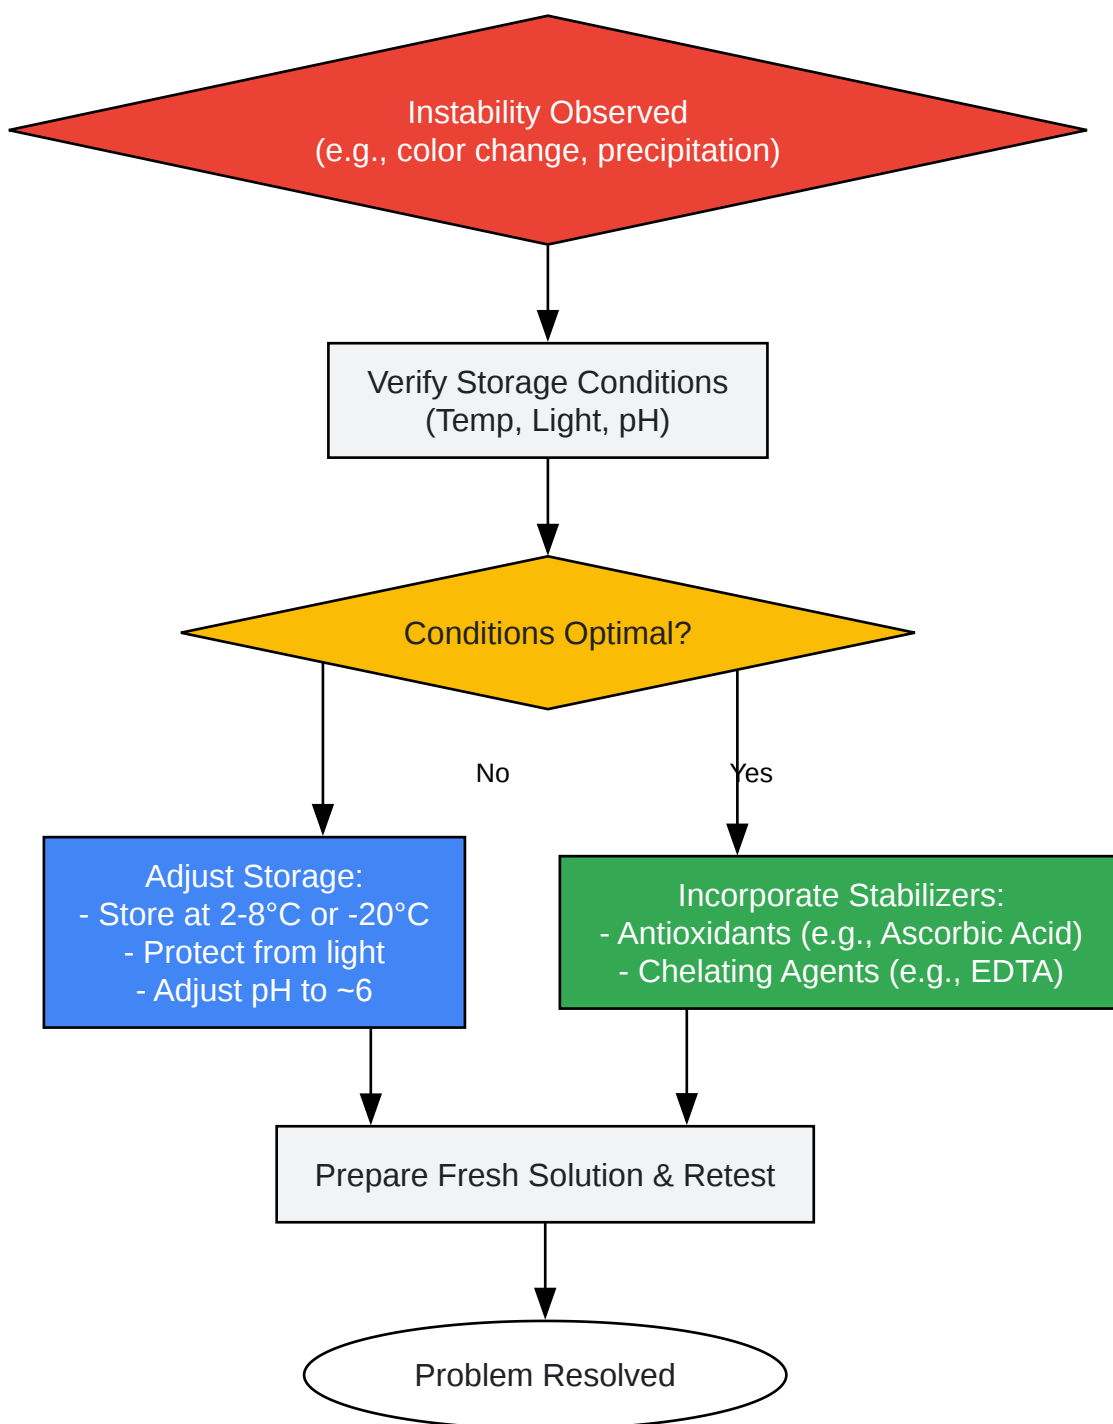 Instability Observed
(e.g., color change, precipitation)
Verify Storage Conditions
(Temp, Light, pH)
Conditions Optimal?
No
Yes
Adjust Storage:
- Store at 2-8°C or -20°C
- Protect from light
- Adjust pH to ~6
Incorporate Stabilizers:
- Antioxidants (e.g., Ascorbic Acid)
- Chelating Agents (e.g., EDTA)
Prepare Fresh Solution & Retest
Problem Resolved